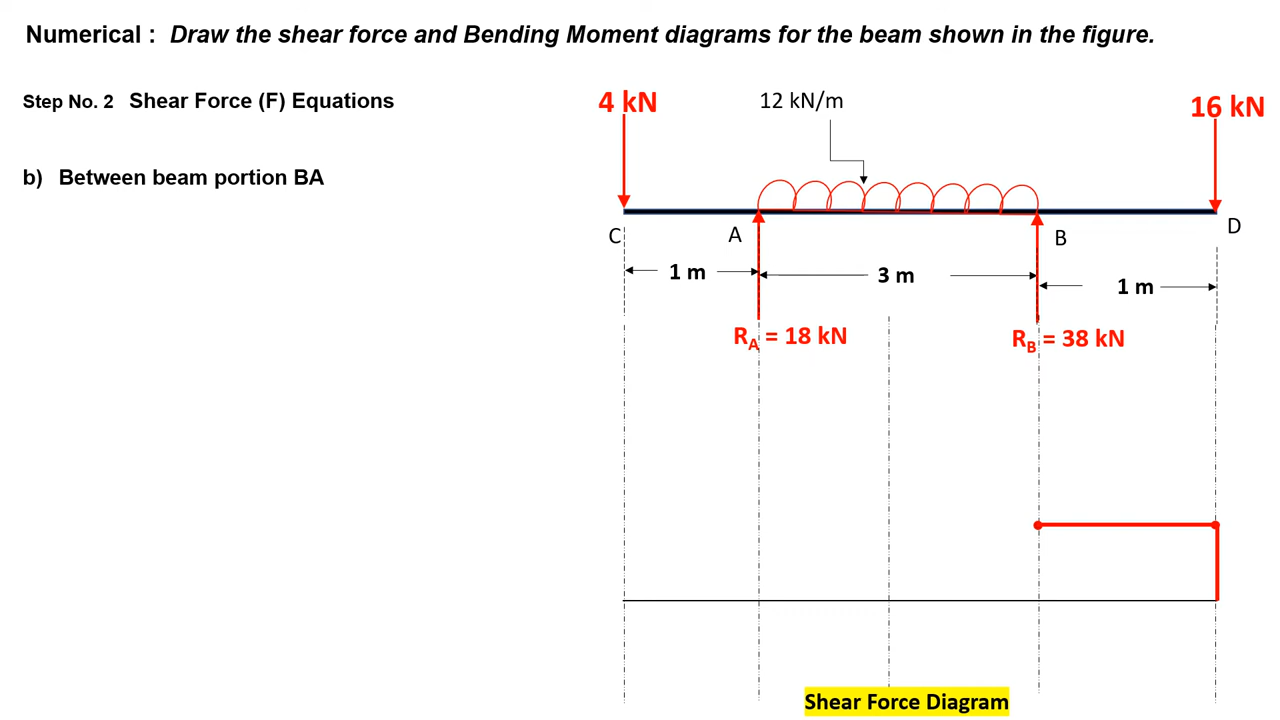 Numerical : Draw the shear force and Bending Moment diagrams for the beam shown in the figure.
Step No. 2 Shear Force (F) Equations
b) Between beam portion BA
4 kN
12 kN/m
16 kN
C
A
B
D
1 m
3 m
1 m
RA = 18 kN
RB = 38 kN
Shear Force Diagram